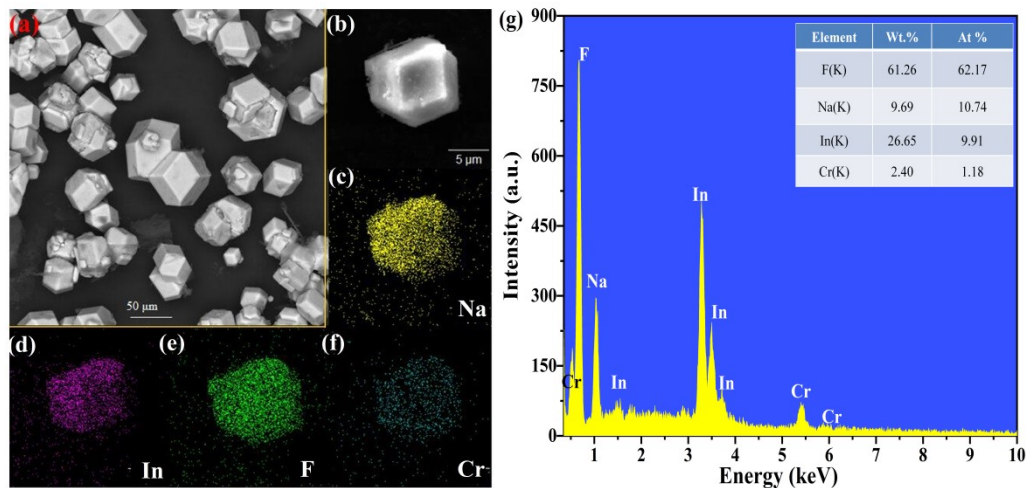 (a)
50 µm
(b)
5 µm
(c)
Na
(d)
In
(e)
F
(f)
Cr
(g)
Intensity (a.u.)
900
750
600
450
300
150
0
F
Na
Cr
In
In
In
In
Cr
Cr
1 2 3 4 5 6 7 8 9 10
Energy (keV)
Element Wt.% At %
F(K) 61.26 62.17
Na(K) 9.69 10.74
In(K) 26.65 9.91
Cr(K) 2.40 1.18